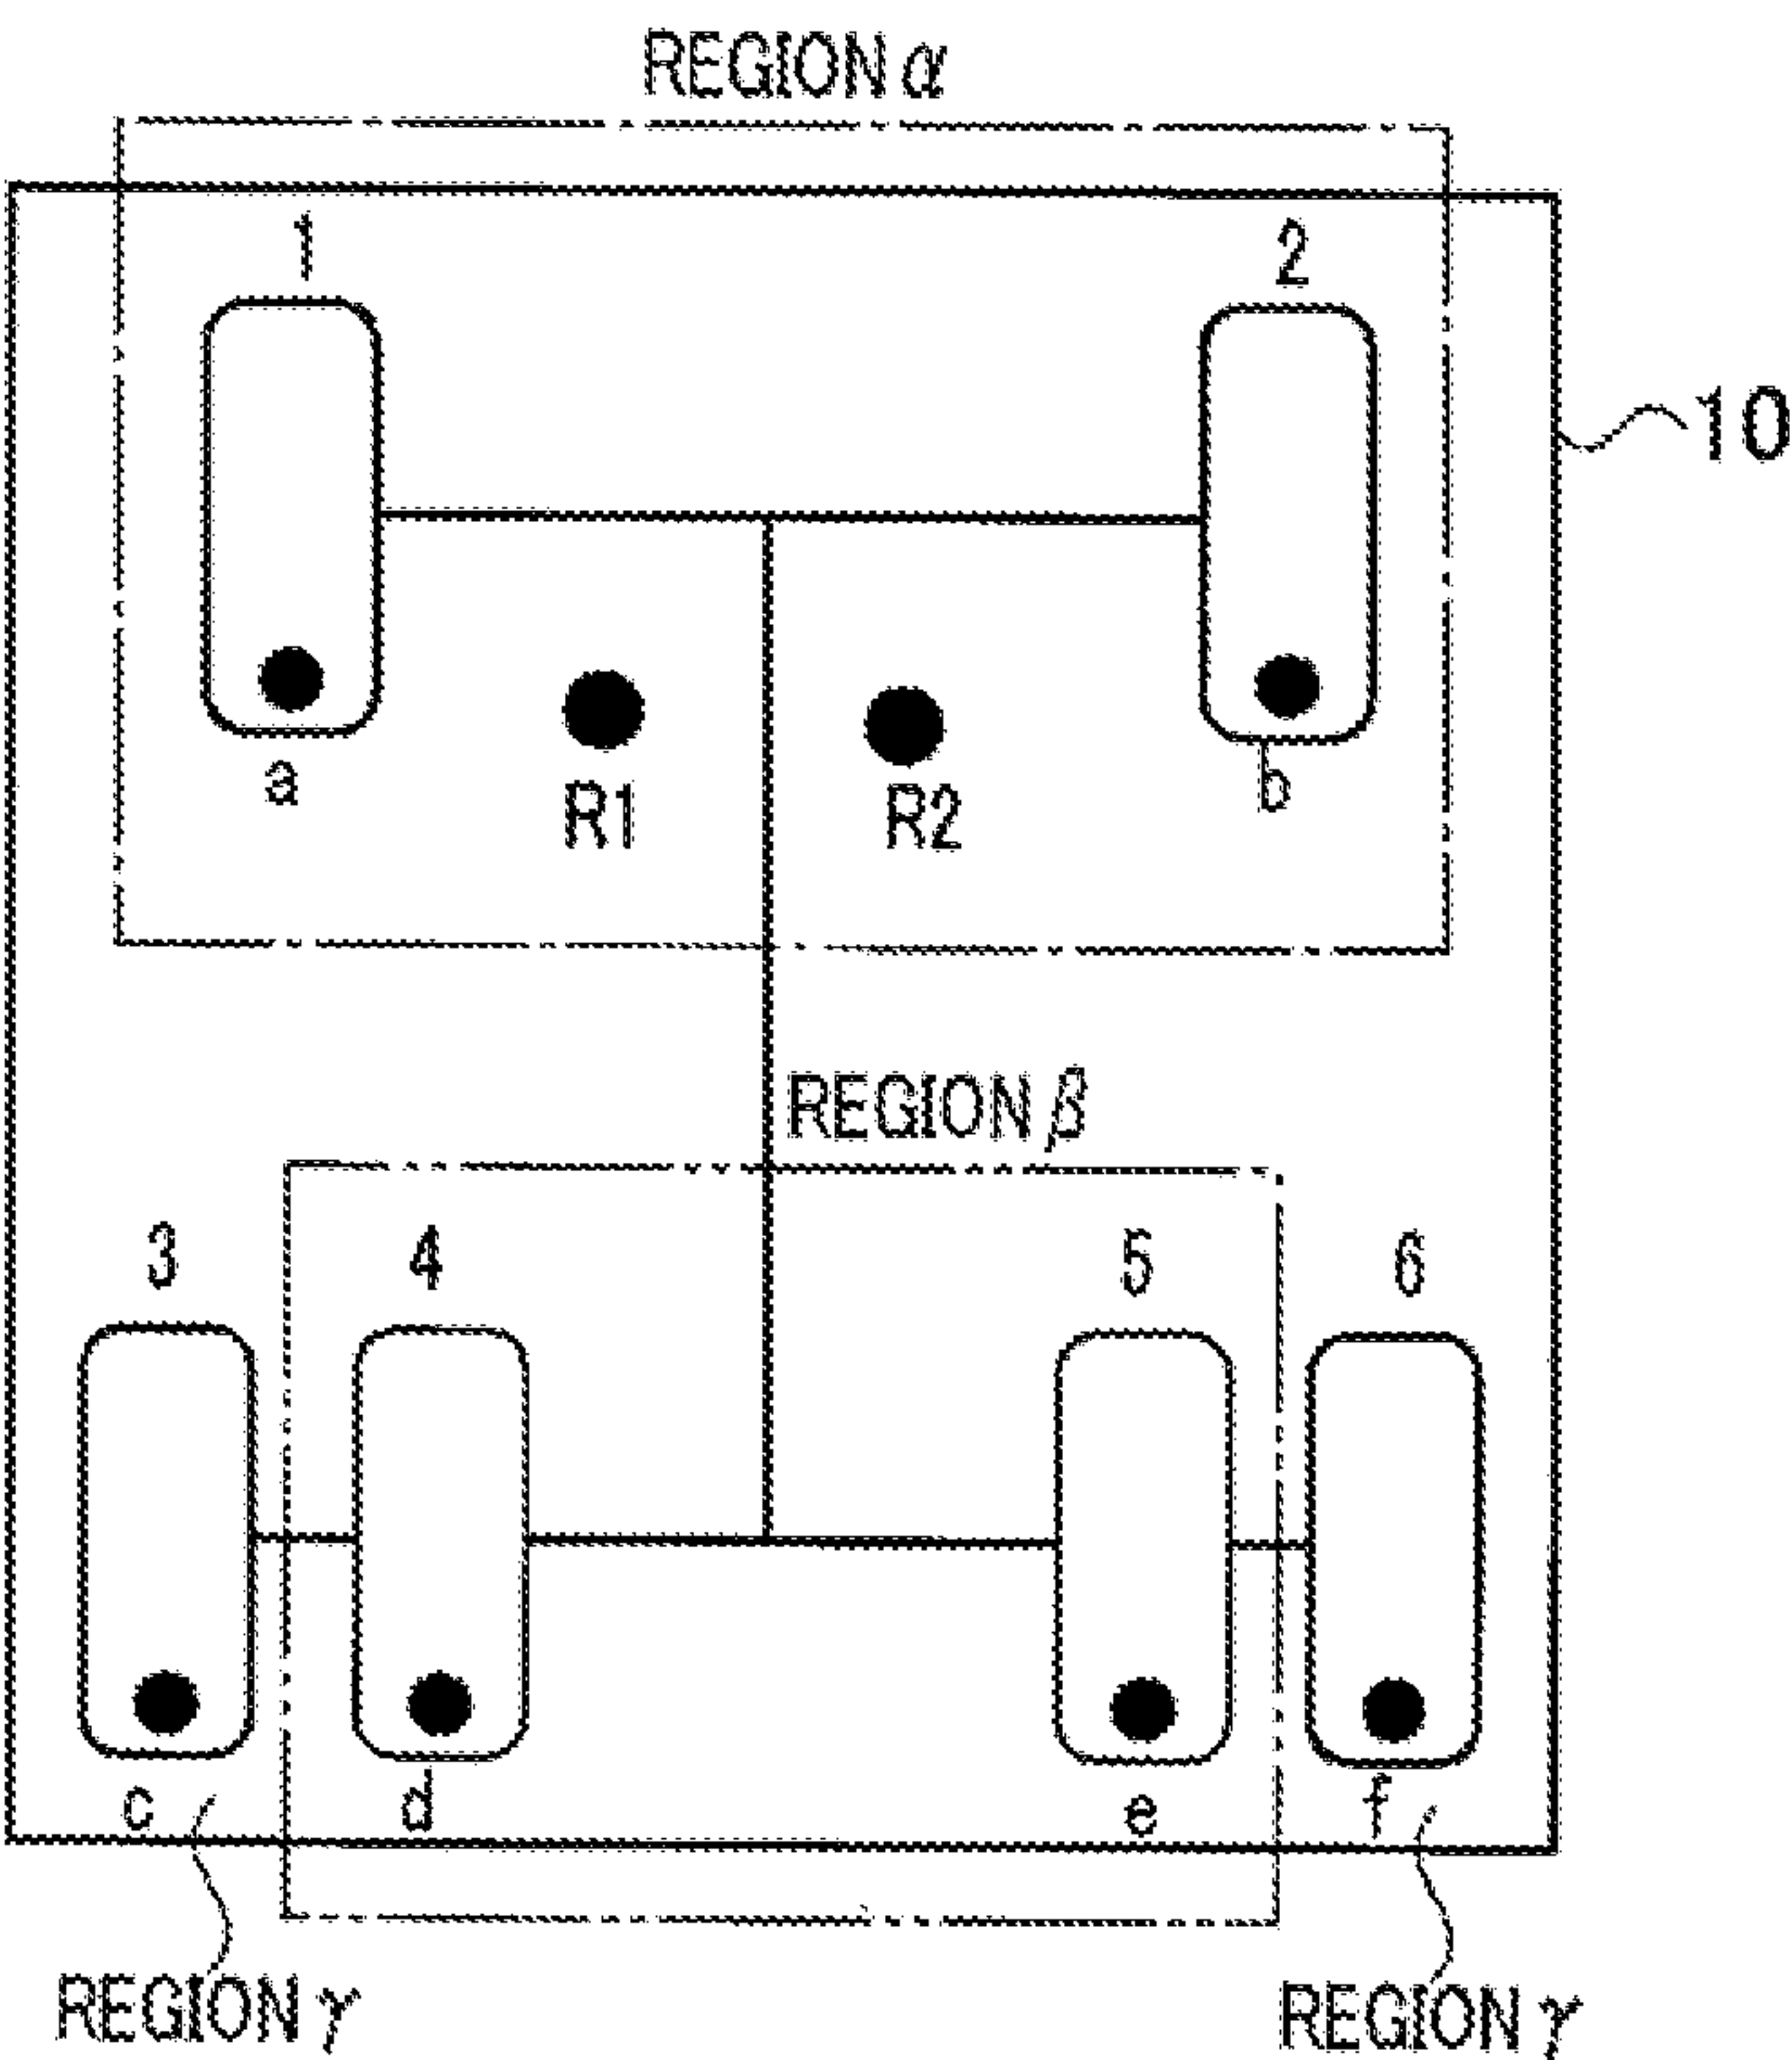 REGION α
1 2
10
a b
R1 R2
REGION β
3 4 5 6
c d e f
REGION γ REGION γ